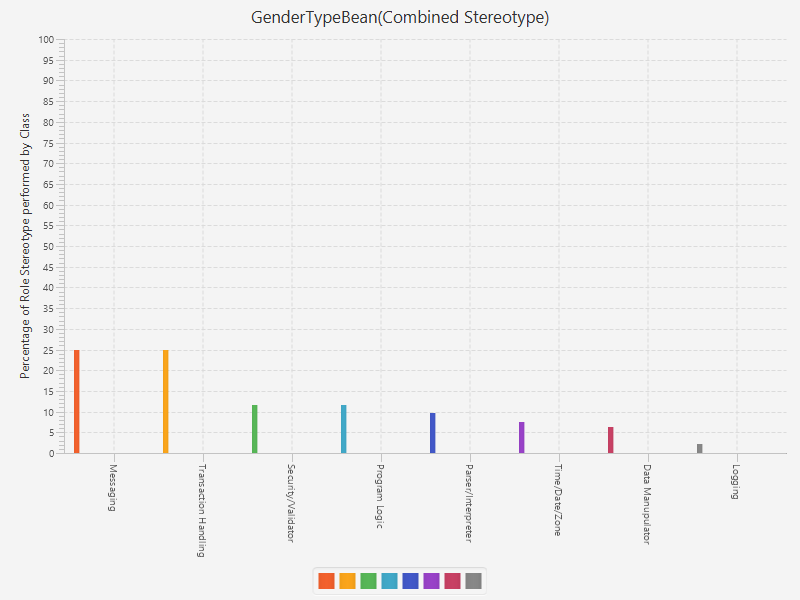 GenderTypeBean(Combined Stereotype)
Percentage of Role Stereotype performed by Class
100
95
90
85
80
75
70
65
60
55
50
45
40
35
30
25
20
15
10
5
0
Messaging
Transaction Handling
Security/Validator
Program Logic
Parser/Interpreter
Time/Date/Zone
Data Manupulator
Logging